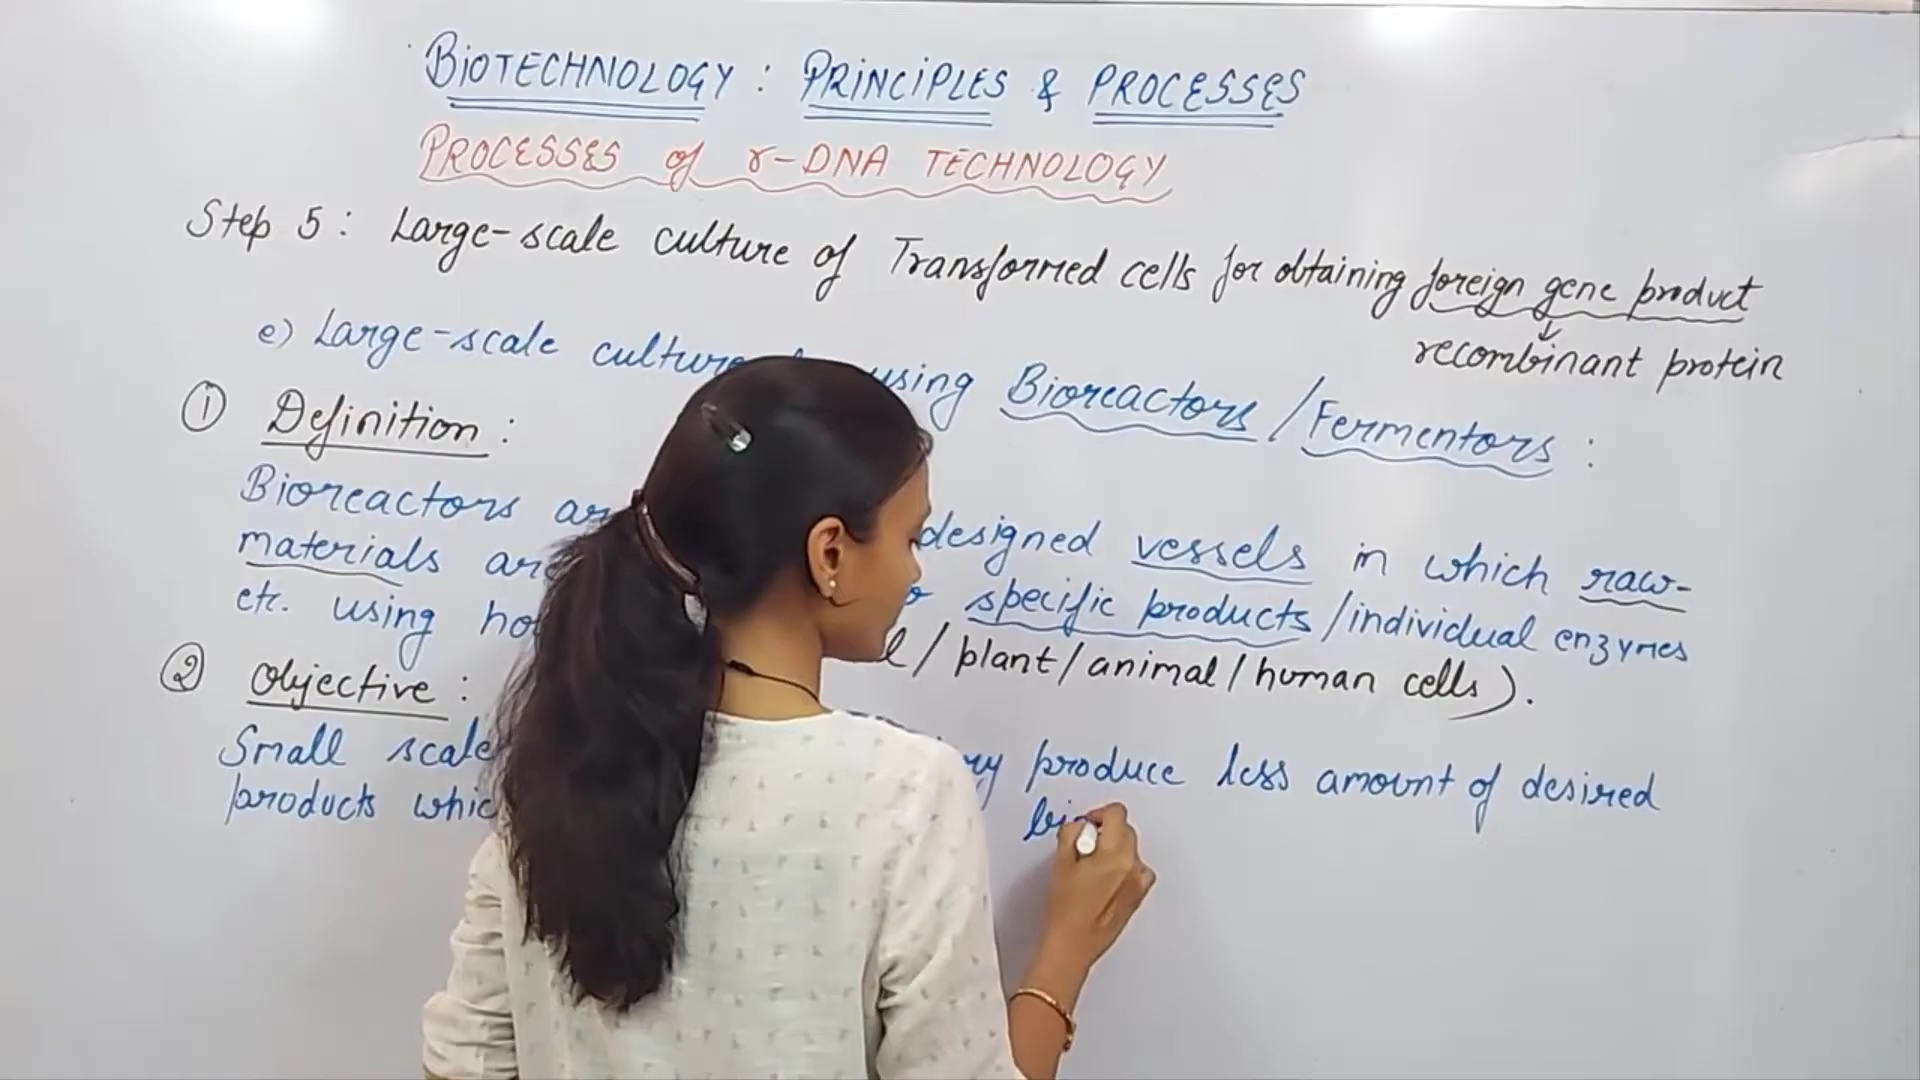 BIOTECHNOLOGY : PRINCIPLES & PROCESSES
PROCESSES of r-DNA TECHNOLOGY
Step 5 : Large-scale culture of Transformed cells for obtaining foreign gene product
↓
recombinant protein
e) Large-scale culture using Bioreactors / Fermentors :
① Definition :
Bioreactors designed vessels in which raw-
materials specific products / individual enzymes
etc. using / plant / animal / human cells ).
② Objective :
Small scale produce less amount of desired
products